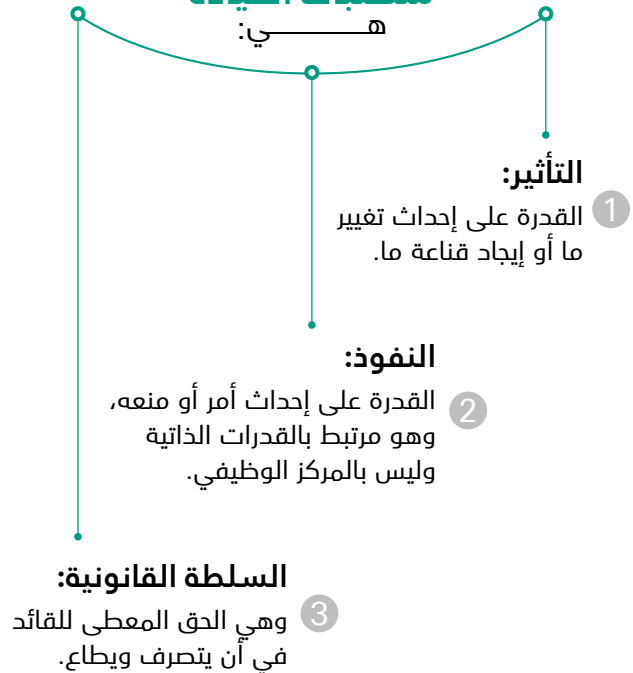 هــــي:
التأثير:
1
القدرة على إحداث تغيير
ما أو إيجاد قناعة ما.
النفوذ:
2
القدرة على إحداث أمر أو منعه،
وهو مرتبط بالقدرات الذاتية
وليس بالمركز الوظيفي.
السلطة القانونية:
3
وهي الحق المعطى للقائد
في أن يتصرف ويطاع.